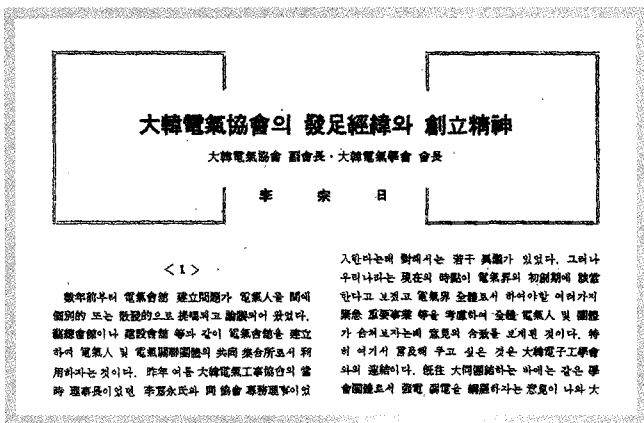 大韓電氣協會의 發足經緯와 創立精神
大韓電氣協會 副會長·大韓電氣學會 會長
李 宗 日
<1>
數年前부터 電氣會館 建立問題가 電氣人들 間에
個別的 또는 散發的으로 提唱되고 論議되어 왔었다.
會館이나 建設會館 等과 같이 電氣會館을 建立
하여 電氣人 및 電氣關聯團體의 共同 集合所로서 利
用하자는 것이다. 昨年 여름 大韓電氣工事協會의 當
時 理事長이었던 李 永氏와 同 協會 專務理事이었
入한다는데 對해서는 若干 異論가 있었다. 그러나
우리나라는 現在의 時點이 電氣界의 初創期에 該當
한다고 보겠고 電氣界 全體로서 하여야할 여러가지
緊急 重要事業 等을 考慮하여 全體 電氣人 및 團體
가 合쳐보자는데 意見의 合致를 보게된 것이다. 特
히 여기서 言及해 두고 싶은 것은 大韓電子工學會
와의 連結이다. 旣往 大同團結하는 바에는 같은 學
會團體로서 强電 弱電을 網羅하자는 意見이 나와 大